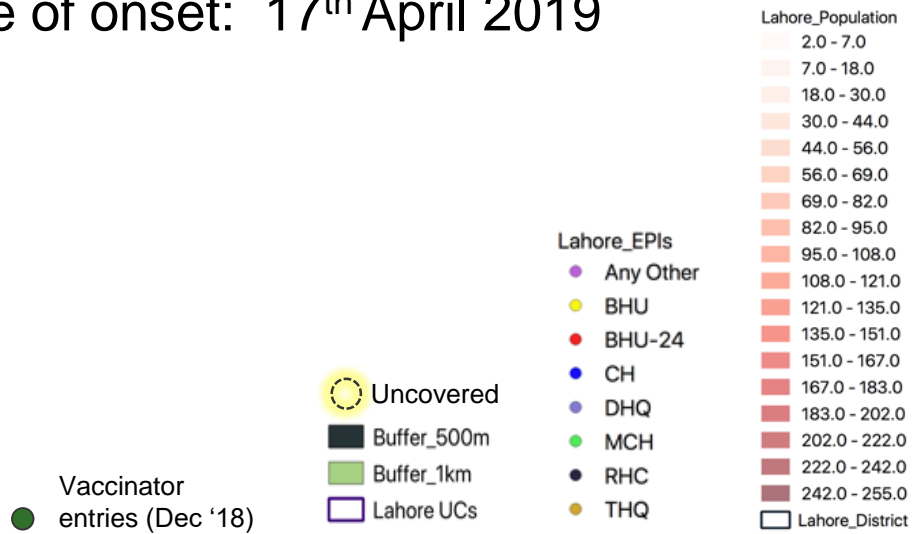 e of onset: 17th April 2019
Lahore_Population
2.0 - 7.0
7.0 - 18.0
18.0 - 30.0
30.0 - 44.0
44.0 - 56.0
56.0 - 69.0
69.0 - 82.0
82.0 - 95.0
95.0 - 108.0
108.0 - 121.0
121.0 - 135.0
135.0 - 151.0
151.0 - 167.0
167.0 - 183.0
183.0 - 202.0
202.0 - 222.0
222.0 - 242.0
242.0 - 255.0
Lahore_District
Lahore_EPIs
Any Other
BHU
BHU-24
CH
DHQ
MCH
RHC
THQ
Uncovered
Buffer_500m
Buffer_1km
Lahore UCs
Vaccinator
entries (Dec ‘18)